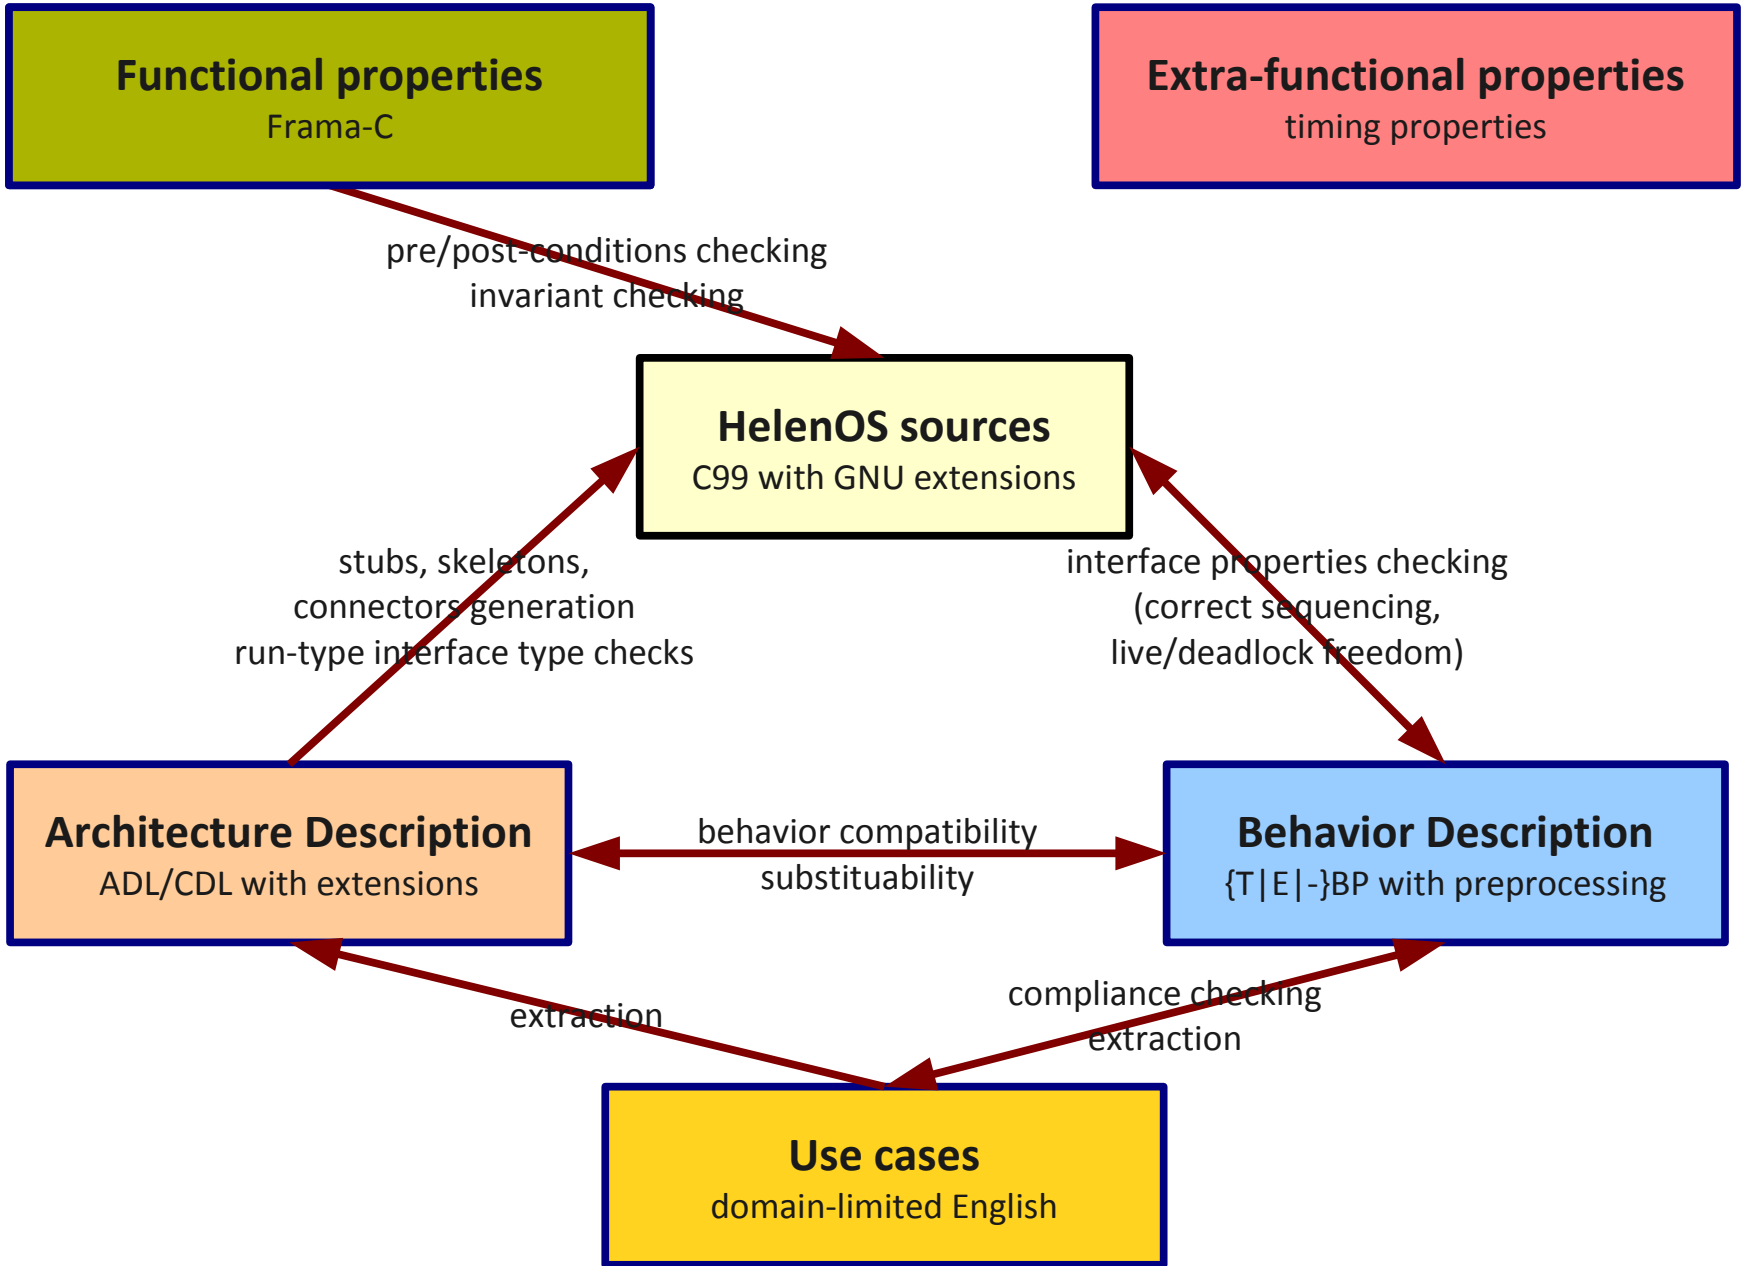 Functional properties
Frama-C
Extra-functional properties
timing properties
pre/post-conditions checking
invariant checking
HelenOS sources
C99 with GNU extensions
stubs, skeletons,
connectors generation
run-type interface type checks
interface properties checking
(correct sequencing,
live/deadlock freedom)
Architecture Description
ADL/CDL with extensions
behavior compatibility
substituability
Behavior Description
{T|E|-}BP with preprocessing
extraction
compliance checking
extraction
Use cases
domain-limited English